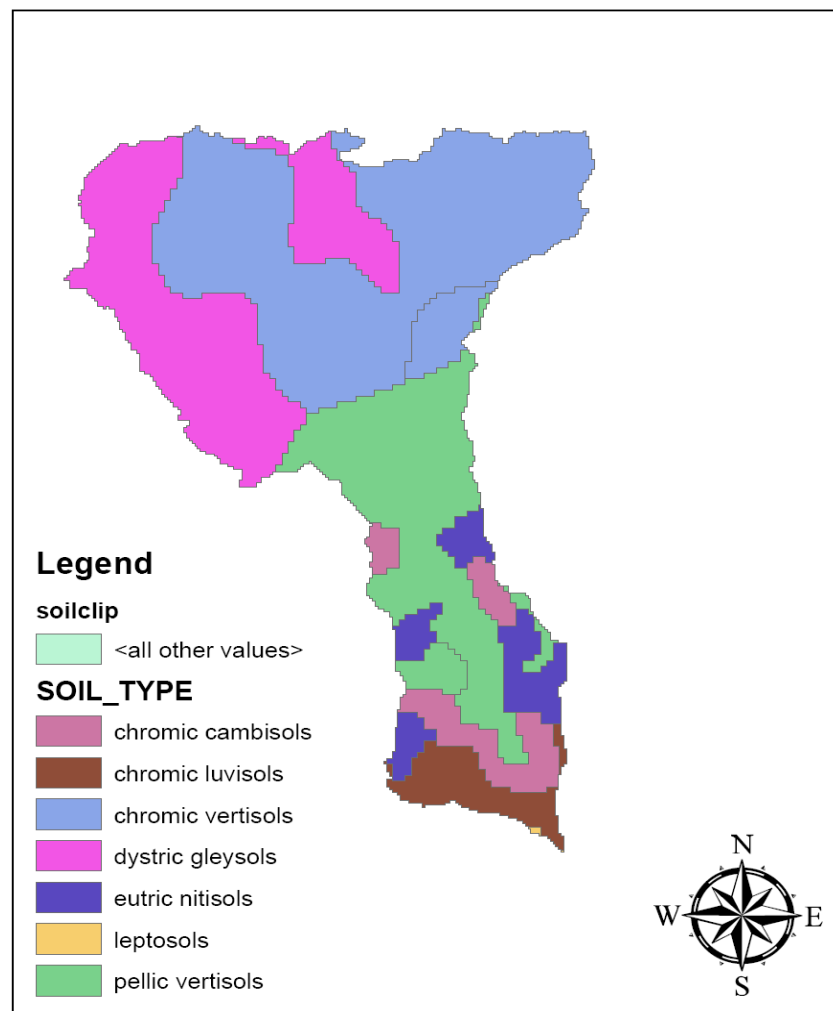 Legend
soilclip
<all other values>
SOIL_TYPE
chromic cambisols
chromic luvisols
chromic vertisols
dystric gleysols
eutric nitisols
leptosols
pellic vertisols
N
W E
S